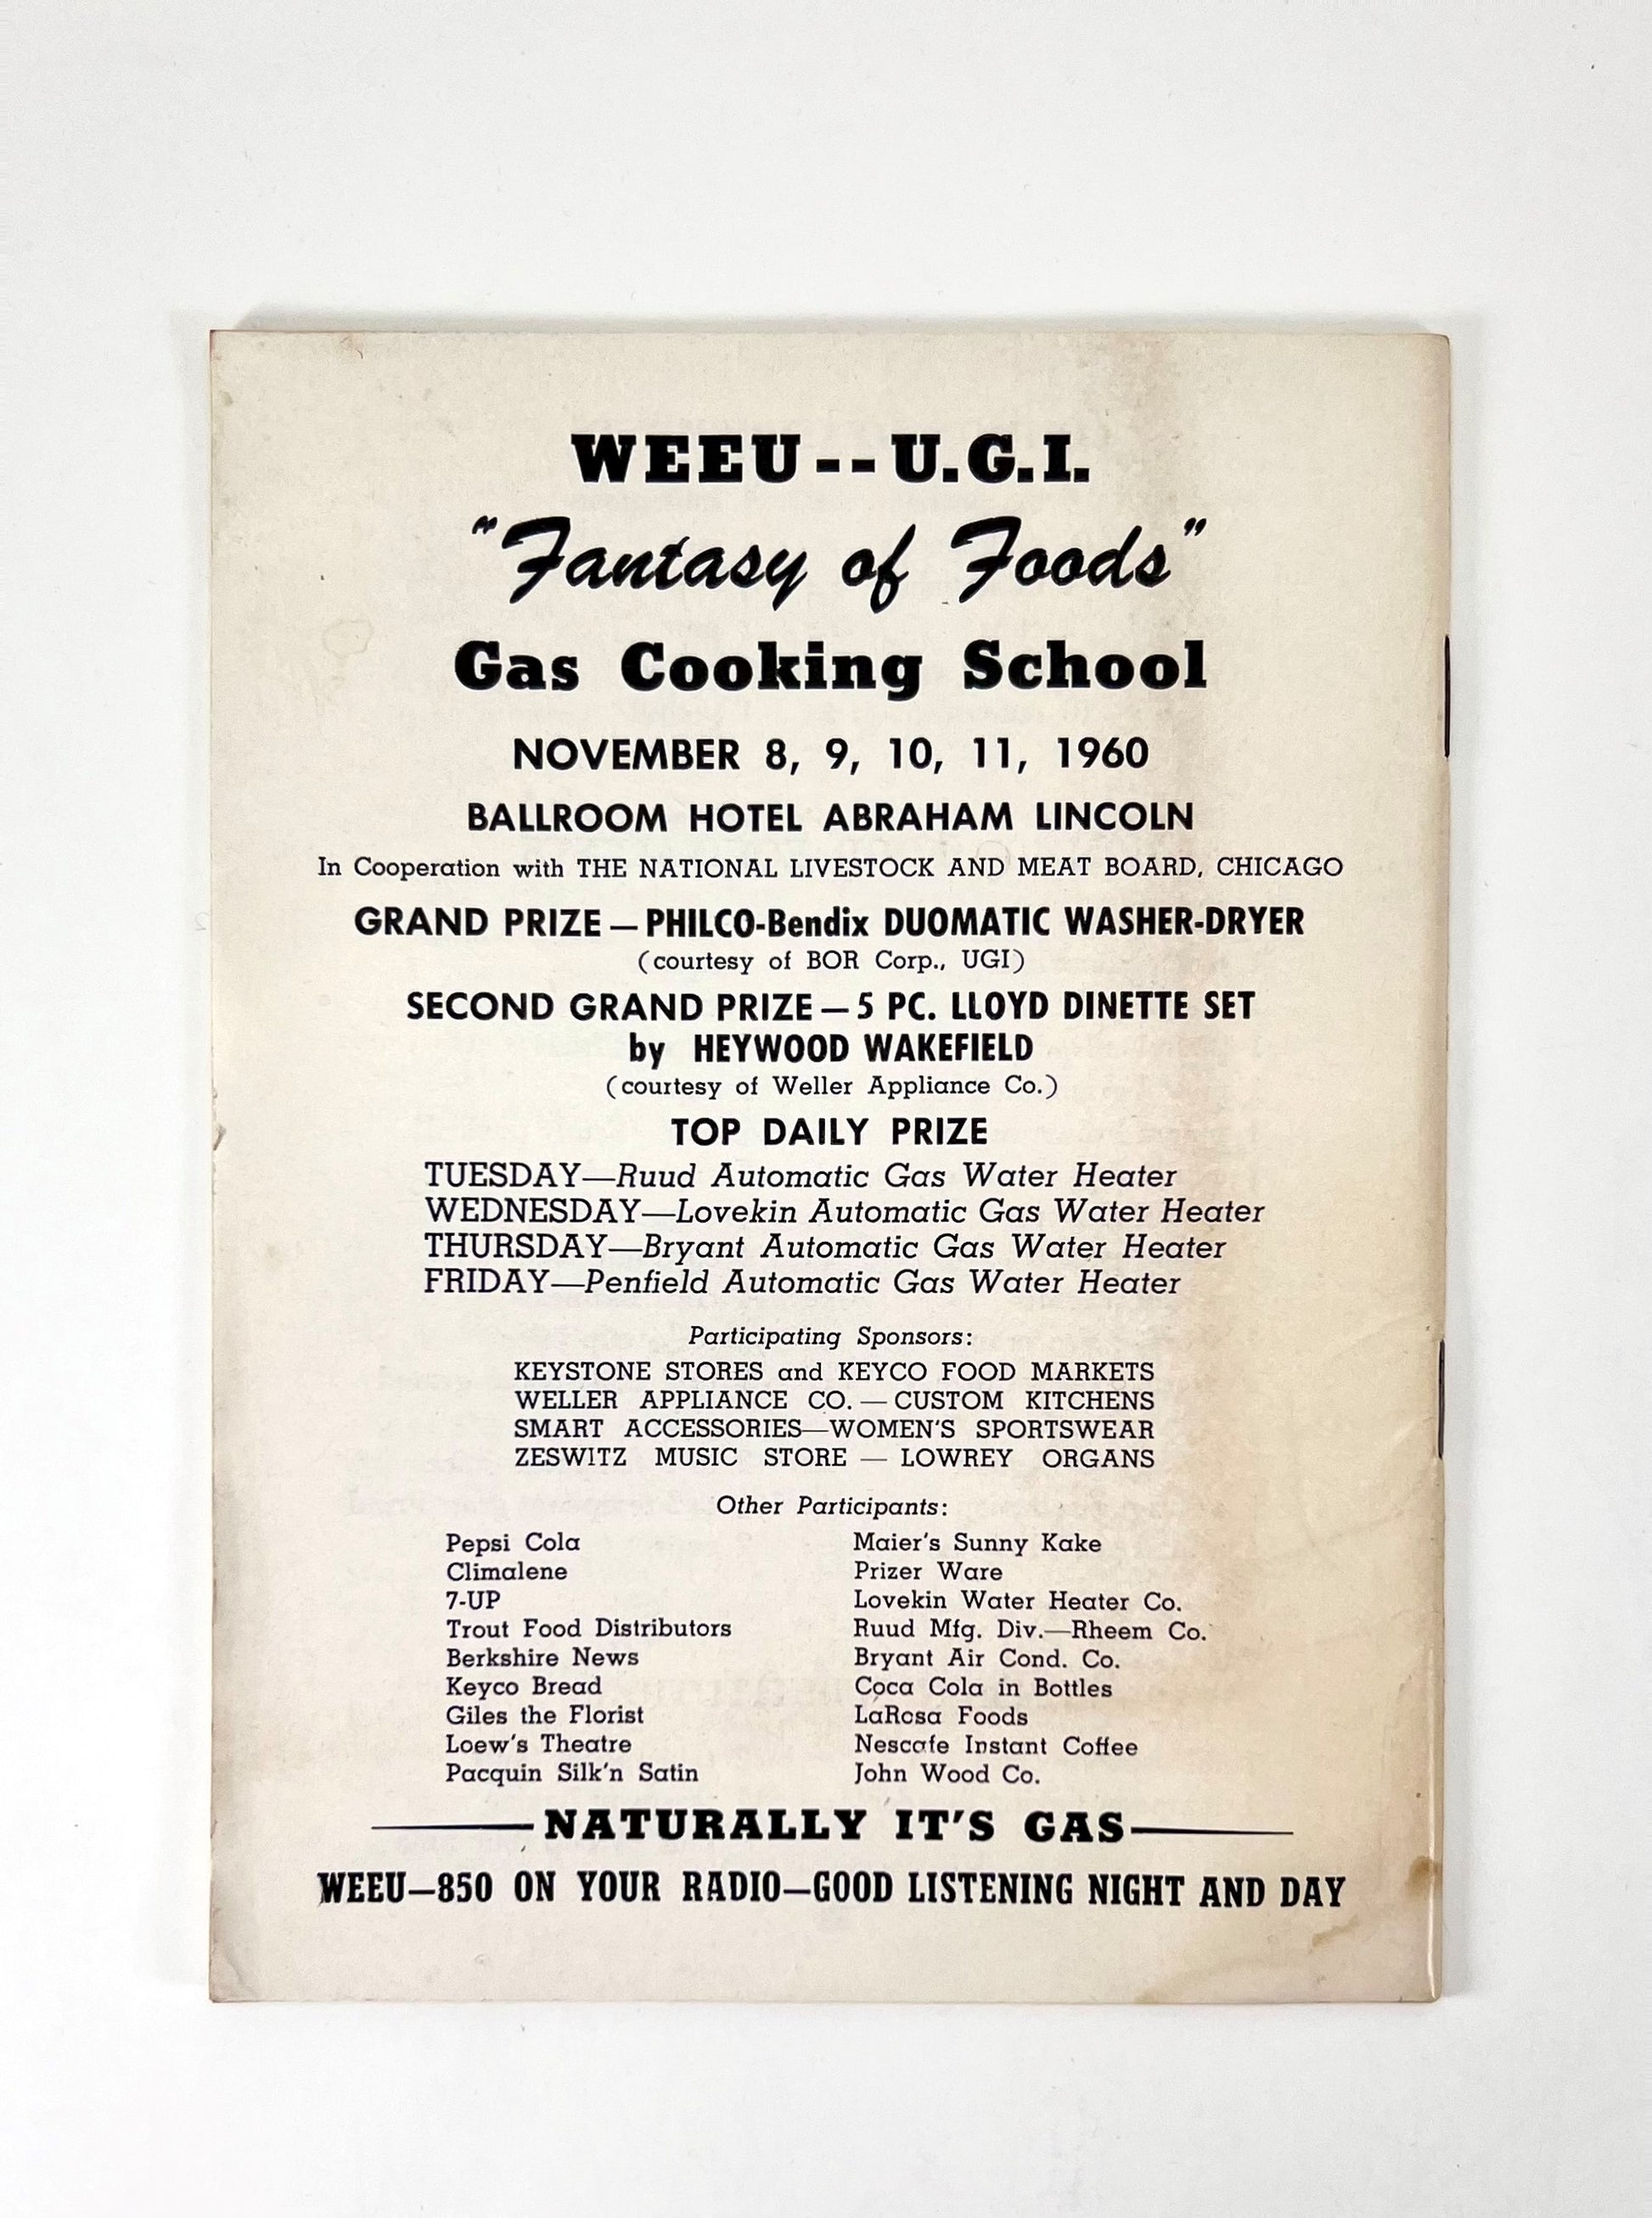 WEEU--U.G.I.
"Fantasy of Foods"
Gas Cooking School
NOVEMBER 8, 9, 10, 11, 1960
BALLROOM HOTEL ABRAHAM LINCOLN
In Cooperation with THE NATIONAL LIVESTOCK AND MEAT BOARD, CHICAGO
GRAND PRIZE — PHILCO-Bendix DUOMATIC WASHER-DRYER
(courtesy of BOR Corp., UGI)
SECOND GRAND PRIZE — 5 PC. LLOYD DINETTE SET
by HEYWOOD WAKEFIELD
(courtesy of Weller Appliance Co.)
TOP DAILY PRIZE
TUESDAY—Ruud Automatic Gas Water Heater
WEDNESDAY—Lovekin Automatic Gas Water Heater
THURSDAY—Bryant Automatic Gas Water Heater
FRIDAY—Penfield Automatic Gas Water Heater
Participating Sponsors:
KEYSTONE STORES and KEYCO FOOD MARKETS
WELLER APPLIANCE CO. — CUSTOM KITCHENS
SMART ACCESSORIES—WOMEN'S SPORTSWEAR
ZESWITZ MUSIC STORE — LOWREY ORGANS
Other Participants:
Pepsi Cola
Climalene
7-UP
Trout Food Distributors
Berkshire News
Keyco Bread
Giles the Florist
Loew's Theatre
Pacquin Silk'n Satin
Maier's Sunny Kake
Prizer Ware
Lovekin Water Heater Co.
Ruud Mfg. Div.—Rheem Co.
Bryant Air Cond. Co.
Coca Cola in Bottles
LaRosa Foods
Nescafe Instant Coffee
John Wood Co.
NATURALLY IT'S GAS
WEEU—850 ON YOUR RADIO—GOOD LISTENING NIGHT AND DAY